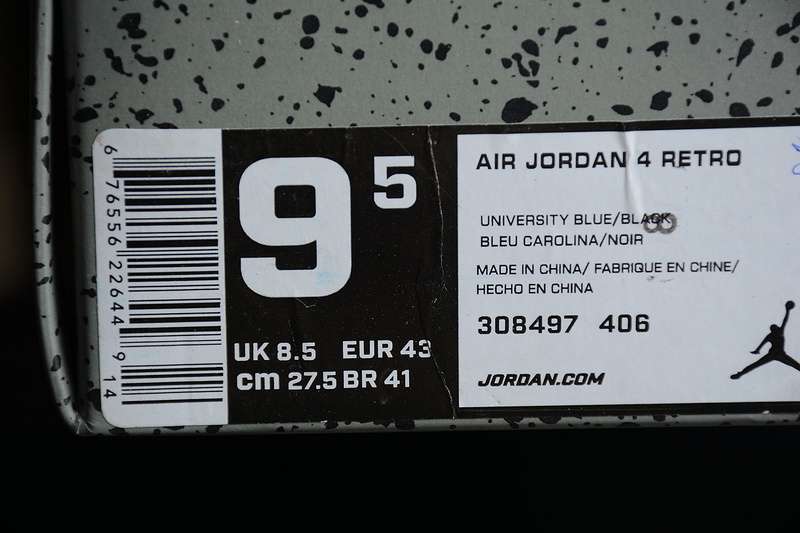 6 76556 22644 9 14
9 5
UK 8.5 EUR 43
cm 27.5 BR 41
AIR JORDAN 4 RETRO
UNIVERSITY BLUE/BLACK
BLEU CAROLINA/NOIR
MADE IN CHINA/ FABRIQUE EN CHINE/
HECHO EN CHINA
308497 406
JORDAN.COM